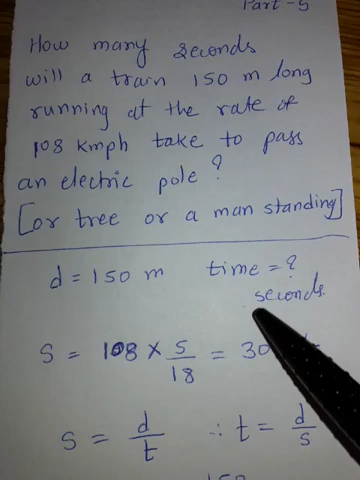 Part-5
How many seconds
will a train 150 m long
running at the rate of
108 kmph take to pass
an electric pole?
[or tree or a man standing]
d = 150 m time = ?
seconds
S = 108 × 5/18 = 30
S = d/t ∴ t = d/s
150